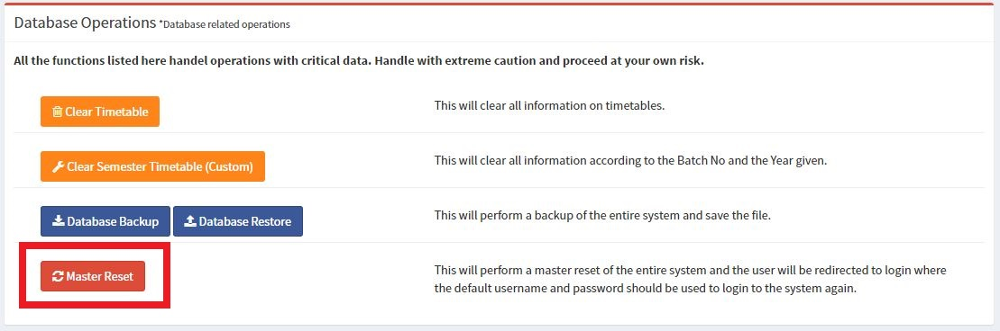 Database Operations *Database related operations
All the functions listed here handel operations with critical data. Handle with extreme caution and proceed at your own risk.
Clear Timetable
This will clear all information on timetables.
Clear Semester Timetable (Custom)
This will clear all information according to the Batch No and the Year given.
Database Backup Database Restore
This will perform a backup of the entire system and save the file.
Master Reset
This will perform a master reset of the entire system and the user will be redirected to login where
the default username and password should be used to login to the system again.